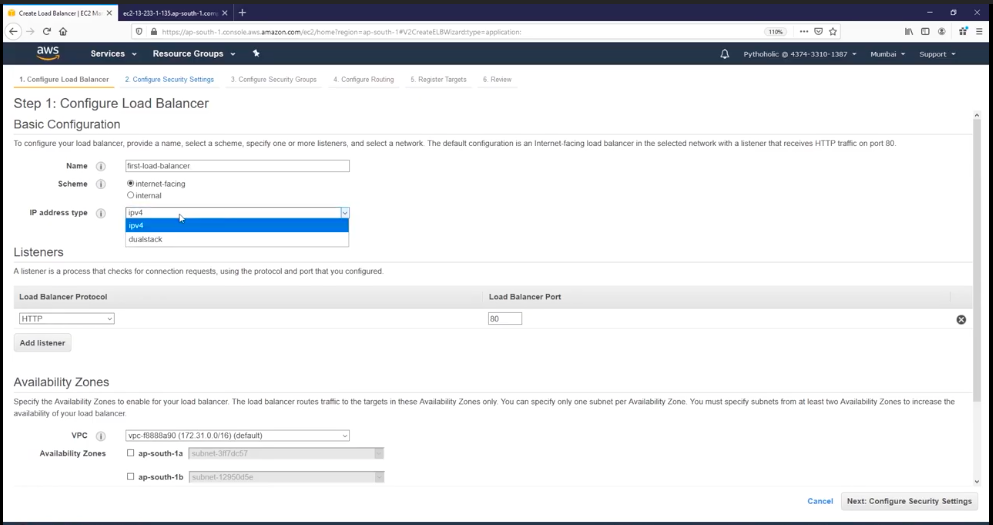 Create Load Balancer | EC2 Ma
ec2-13-233-1-135.ap-south-1.com
https://ap-south-1.console.aws.amazon.com/ec2/home?region=ap-south-1#V2CreateELBWizard:type=application:
110%
aws
Services
Resource Groups
Pythoholic @ 4374-3310-1387
Mumbai
Support
1. Configure Load Balancer
2. Configure Security Settings
3. Configure Security Groups
4. Configure Routing
5. Register Targets
6. Review
Step 1: Configure Load Balancer
Basic Configuration
To configure your load balancer, provide a name, select a scheme, specify one or more listeners, and select a network. The default configuration is an Internet-facing load balancer in the selected network with a listener that receives HTTP traffic on port 80.
Name
first-load-balancer
Scheme
internet-facing
internal
IP address type
ipv4
ipv4
dualstack
Listeners
A listener is a process that checks for connection requests, using the protocol and port that you configured.
Load Balancer Protocol
Load Balancer Port
HTTP
80
Add listener
Availability Zones
Specify the Availability Zones to enable for your load balancer. The load balancer routes traffic to the targets in these Availability Zones only. You can specify only one subnet per Availability Zone. You must specify subnets from at least two Availability Zones to increase the
availability of your load balancer.
VPC
vpc-f8888a90 (172.31.0.0/16) (default)
Availability Zones
ap-south-1a
subnet-3ff7dc57
ap-south-1b
subnet-12950d5e
Cancel
Next: Configure Security Settings